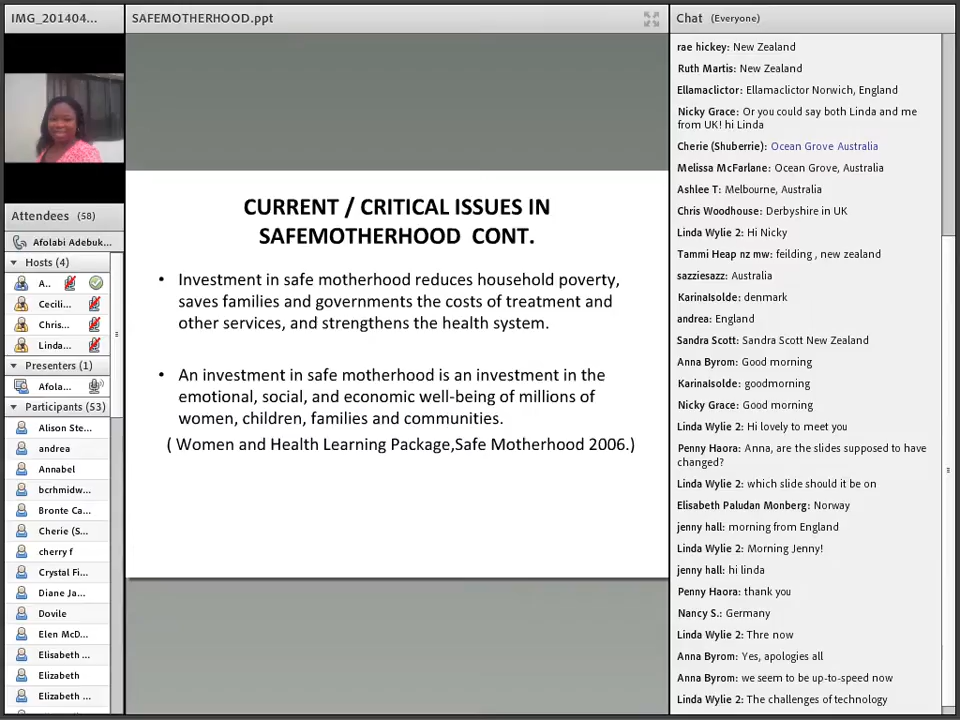 IMG_201404...
SAFEMOTHERHOOD.ppt
Chat (Everyone)
Attendees (58)
Afolabi Adebuk...
Hosts (4)
A..
Cecili...
Chris...
Linda...
Presenters (1)
Afola...
Participants (53)
Alison Ste...
andrea
Annabel
bcrhmidw...
Bronte Ca...
Cherie (S...
cherry f
Crystal Fi...
Diane Ja...
Dovile
Elen McD...
Elisabeth ...
Elizabeth
Elizabeth ...
CURRENT / CRITICAL ISSUES IN
SAFEMOTHERHOOD CONT.
• Investment in safe motherhood reduces household poverty,
saves families and governments the costs of treatment and
other services, and strengthens the health system.
• An investment in safe motherhood is an investment in the
emotional, social, and economic well-being of millions of
women, children, families and communities.
( Women and Health Learning Package,Safe Motherhood 2006.)
rae hickey: New Zealand
Ruth Martis: New Zealand
Ellamaclictor: Ellamaclictor Norwich, England
Nicky Grace: Or you could say both Linda and me
from UK! hi Linda
Cherie (Shuberrie): Ocean Grove Australia
Melissa McFarlane: Ocean Grove, Australia
Ashlee T: Melbourne, Australia
Chris Woodhouse: Derbyshire in UK
Linda Wylie 2: Hi Nicky
Tammi Heap nz mw: feilding , new zealand
sazziesazz: Australia
KarinaIsolde: denmark
andrea: England
Sandra Scott: Sandra Scott New Zealand
Anna Byrom: Good morning
KarinaIsolde: goodmorning
Nicky Grace: Good morning
Linda Wylie 2: Hi lovely to meet you
Penny Haora: Anna, are the slides supposed to have
changed?
Linda Wylie 2: which slide should it be on
Elisabeth Paludan Monberg: Norway
jenny hall: morning from England
Linda Wylie 2: Morning Jenny!
jenny hall: hi linda
Penny Haora: thank you
Nancy S.: Germany
Linda Wylie 2: Thre now
Anna Byrom: Yes, apologies all
Anna Byrom: we seem to be up-to-speed now
Linda Wylie 2: The challenges of technology